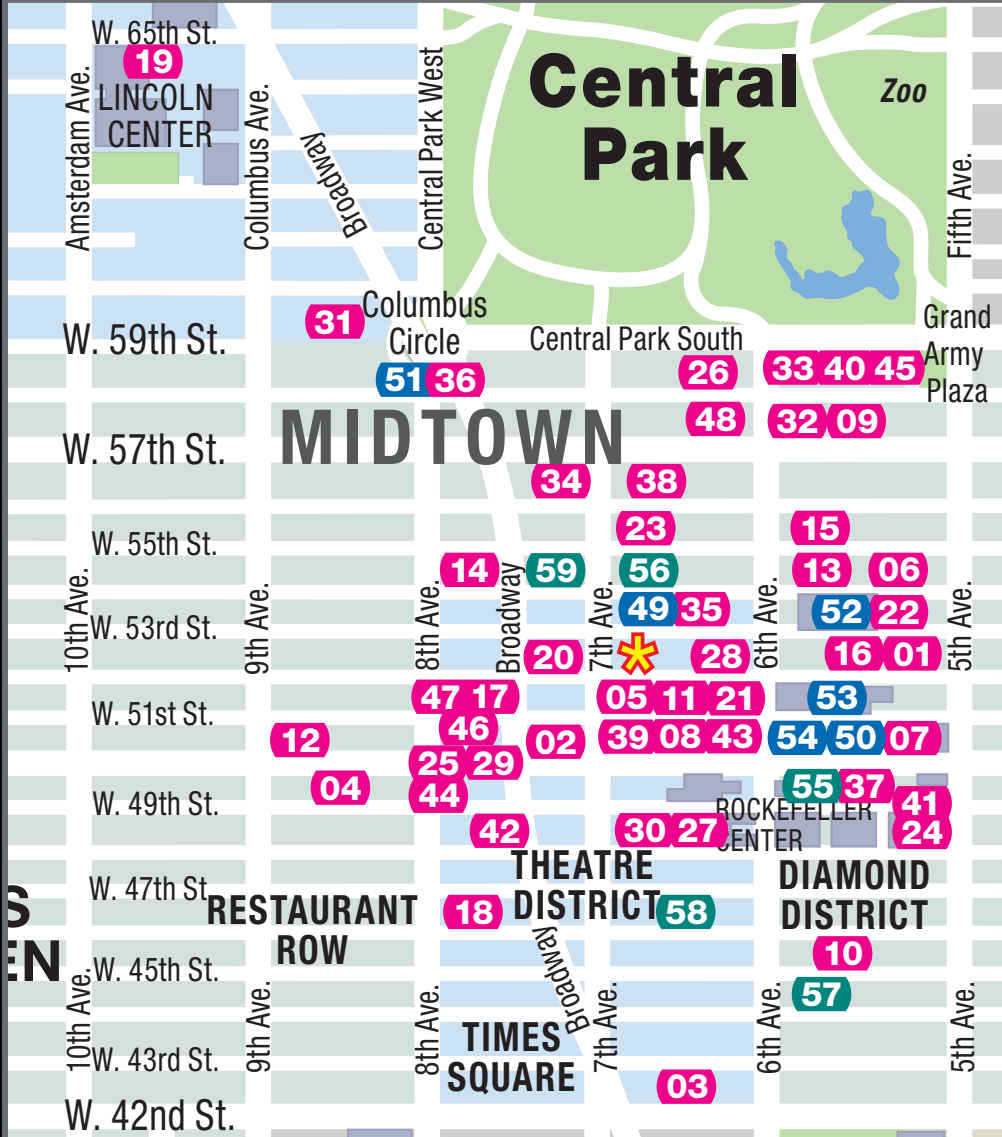 W. 65th St.
19
LINCOLN
CENTER
Amsterdam Ave.
Columbus Ave.
Broadway
Central Park West
Central
Park
Zoo
Fifth Ave.
31
Columbus
Circle
W. 59th St.
Central Park South
Grand
Army
Plaza
51 36
26
33 40 45
MIDTOWN
48
32 09
W. 57th St.
34
38
23
15
W. 55th St.
14
59
56
13
06
10th Ave.
9th Ave.
8th Ave.
Broadway
7th Ave.
6th Ave.
5th Ave.
49 35
52 22
W. 53rd St.
20
*
28
16 01
47 17
05 11 21
53
W. 51st St.
46
12
02
39 08 43
54 50 07
25 29
04
44
55 37
41
W. 49th St.
ROCKEFELLER
CENTER
42
30 27
24
THEATRE
DISTRICT
DIAMOND
DISTRICT
W. 47th St.
S
EN
RESTAURANT
ROW
18
58
10
W. 45th St.
57
10th Ave.
9th Ave.
8th Ave.
Broadway
7th Ave.
6th Ave.
5th Ave.
TIMES
SQUARE
W. 43rd St.
03
W. 42nd St.